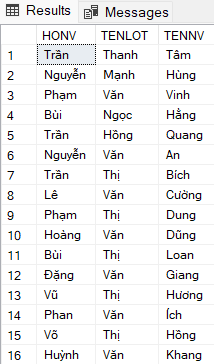 Results Messages
HONV TENLOT TENNV
1 Trần Thanh Tâm
2 Nguyễn Mạnh Hùng
3 Phạm Văn Vinh
4 Bùi Ngọc Hằng
5 Trần Hồng Quang
6 Nguyễn Văn An
7 Trần Thị Bích
8 Lê Văn Cường
9 Phạm Thị Dung
10 Hoàng Văn Dũng
11 Bùi Thị Loan
12 Đặng Văn Giang
13 Vũ Thị Hương
14 Phan Văn Ích
15 Võ Thị Hồng
16 Huỳnh Văn Khang